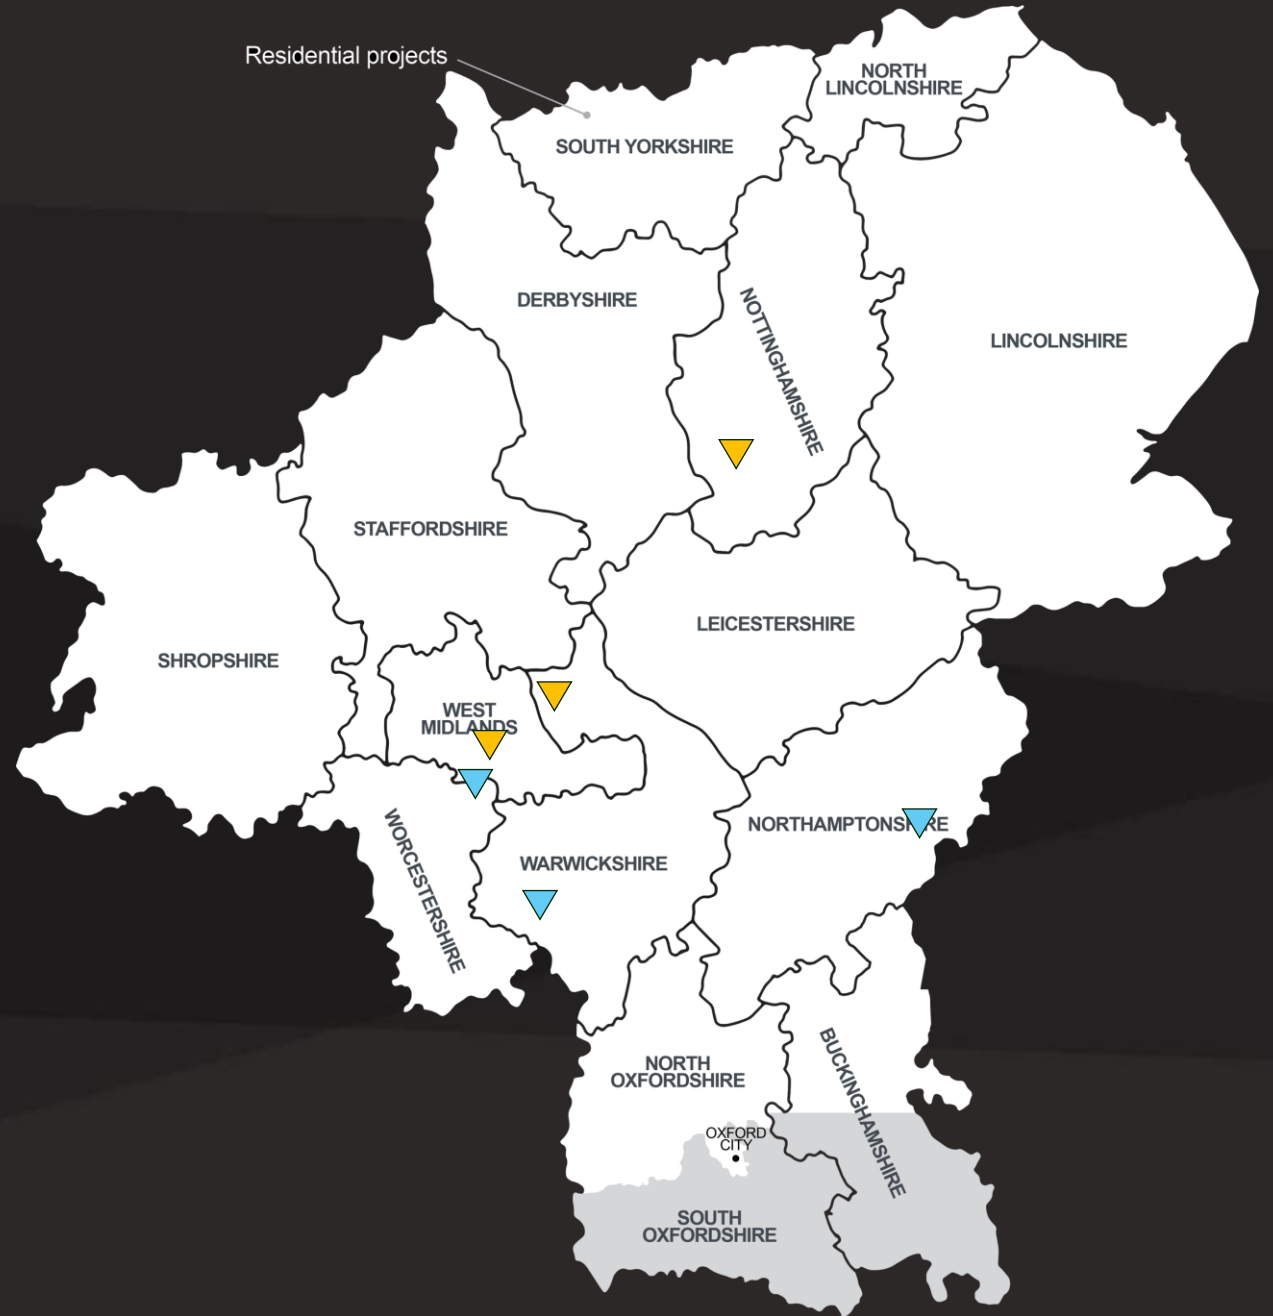 Residential projects
NORTH
LINCOLNSHIRE
SOUTH YORKSHIRE
DERBYSHIRE
NOTTINGHAMSHIRE
LINCOLNSHIRE
STAFFORDSHIRE
LEICESTERSHIRE
SHROPSHIRE
WEST
MIDLANDS
NORTHAMPTONSHIRE
WORCESTERSHIRE
WARWICKSHIRE
NORTH
OXFORDSHIRE
BUCKINGHAMSHIRE
OXFORD
CITY
SOUTH
OXFORDSHIRE